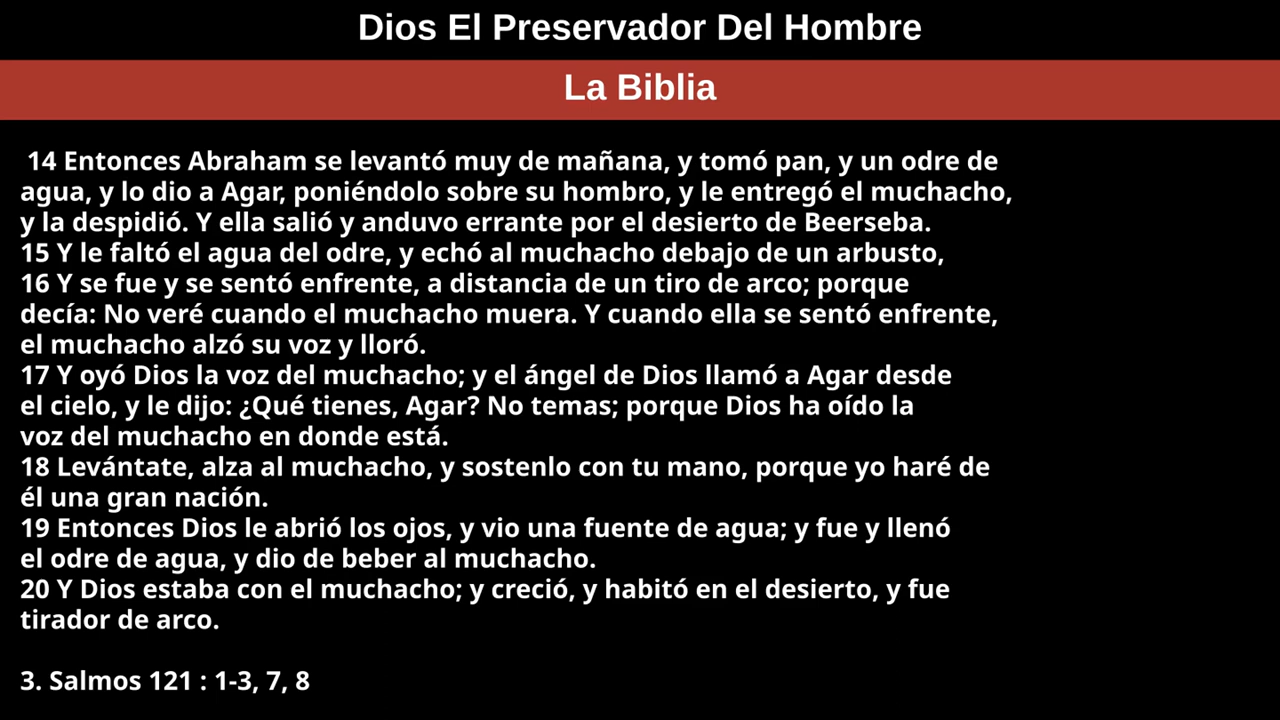 Dios El Preservador Del Hombre
La Biblia
14 Entonces Abraham se levantó muy de mañana, y tomó pan, y un odre de
agua, y lo dio a Agar, poniéndolo sobre su hombro, y le entregó el muchacho,
y la despidió. Y ella salió y anduvo errante por el desierto de Beerseba.
15 Y le faltó el agua del odre, y echó al muchacho debajo de un arbusto,
16 Y se fue y se sentó enfrente, a distancia de un tiro de arco; porque
decía: No veré cuando el muchacho muera. Y cuando ella se sentó enfrente,
el muchacho alzó su voz y lloró.
17 Y oyó Dios la voz del muchacho; y el ángel de Dios llamó a Agar desde
el cielo, y le dijo: ¿Qué tienes, Agar? No temas; porque Dios ha oído la
voz del muchacho en donde está.
18 Levántate, alza al muchacho, y sostenlo con tu mano, porque yo haré de
él una gran nación.
19 Entonces Dios le abrió los ojos, y vio una fuente de agua; y fue y llenó
el odre de agua, y dio de beber al muchacho.
20 Y Dios estaba con el muchacho; y creció, y habitó en el desierto, y fue
tirador de arco.
3. Salmos 121 : 1-3, 7, 8